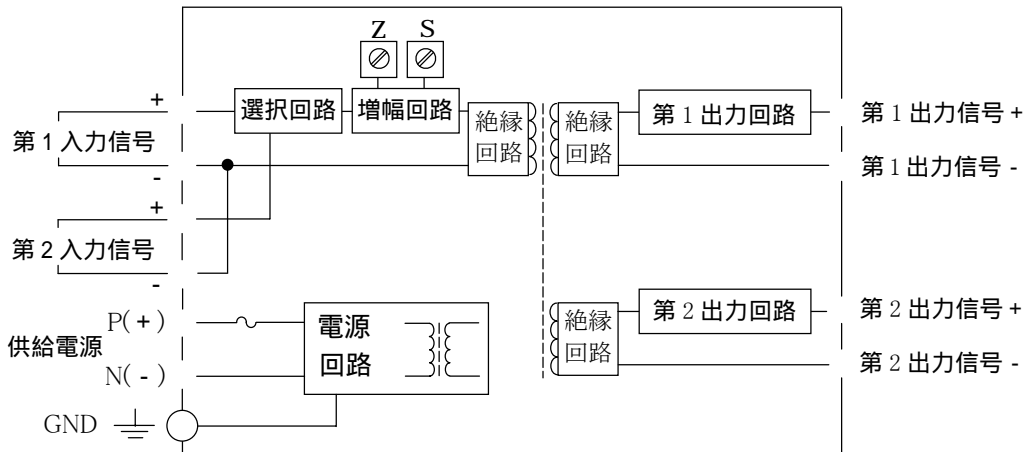 Z S
+
選択回路
増幅回路
第1入力信号
-
絶縁
回路
絶縁
回路
第1出力回路
第1出力信号+
第1出力信号-
+
第2入力信号
-
P(+)
供給電源
N(-)
GND
電源
回路
絶縁
回路
第2出力回路
第2出力信号+
第2出力信号-